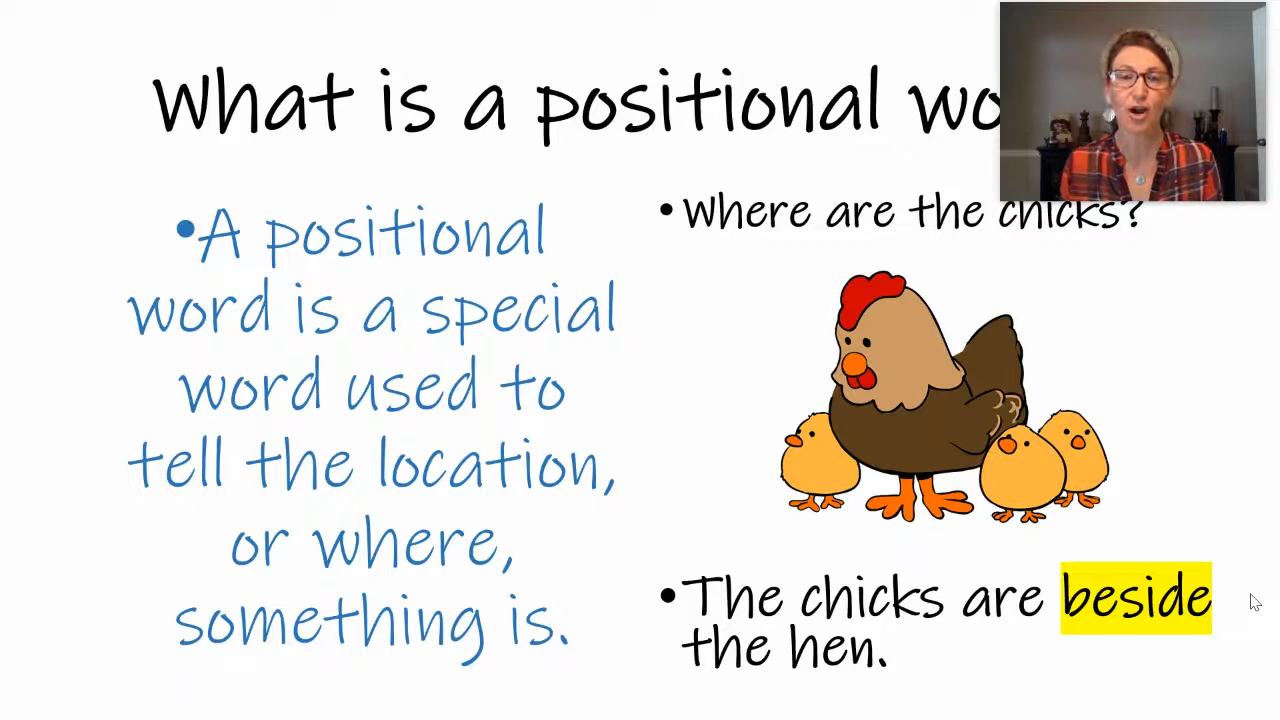 What is a positional wo
•A positional
word is a special
word used to
tell the location,
or where,
something is.
•Where are the chicks?
•The chicks are beside
the hen.